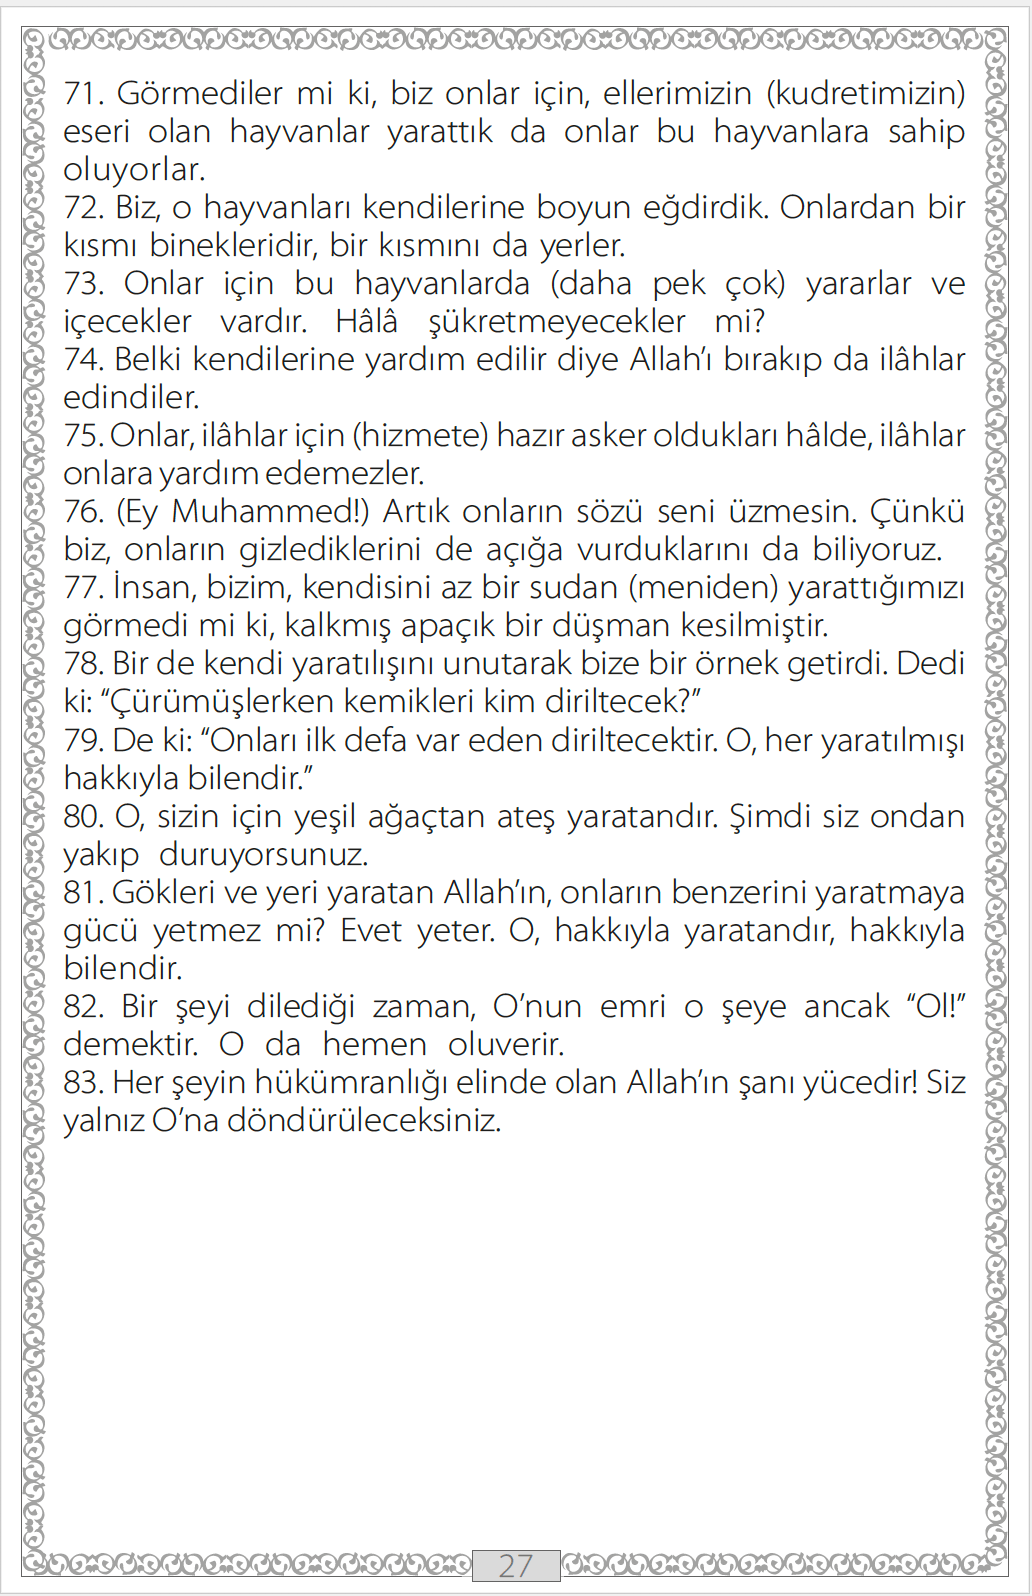 71. Görmediler mi ki, biz onlar için, ellerimizin (kudretimizin)
eseri olan hayvanlar yarattık da onlar bu hayvanlara sahip
oluyorlar.
72. Biz, o hayvanları kendilerine boyun eğdirdik. Onlardan bir
kısmı binekleridir, bir kısmını da yerler.
73. Onlar için bu hayvanlarda (daha pek çok) yararlar ve
içecekler vardır. Hâlâ şükretmeyecekler mi?
74. Belki kendilerine yardım edilir diye Allah’ı bırakıp da ilâhlar
edindiler.
75. Onlar, ilâhlar için (hizmete) hazır asker oldukları hâlde, ilâhlar
onlara yardım edemezler.
76. (Ey Muhammed!) Artık onların sözü seni üzmesin. Çünkü
biz, onların gizlediklerini de açığa vurduklarını da biliyoruz.
77. İnsan, bizim, kendisini az bir sudan (meniden) yarattığımızı
görmedi mi ki, kalkmış apaçık bir düşman kesilmiştir.
78. Bir de kendi yaratılışını unutarak bize bir örnek getirdi. Dedi
ki: “Çürümüşlerken kemikleri kim diriltecek?”
79. De ki: “Onları ilk defa var eden diriltecektir. O, her yaratılmışı
hakkıyla bilendir.”
80. O, sizin için yeşil ağaçtan ateş yaratandır. Şimdi siz ondan
yakıp duruyorsunuz.
81. Gökleri ve yeri yaratan Allah’ın, onların benzerini yaratmaya
gücü yetmez mi? Evet yeter. O, hakkıyla yaratandır, hakkıyla
bilendir.
82. Bir şeyi dilediği zaman, O’nun emri o şeye ancak “Ol!”
demektir. O da hemen oluverir.
83. Her şeyin hükümranlığı elinde olan Allah’ın şanı yücedir! Siz
yalnız O’na döndürüleceksiniz.
27